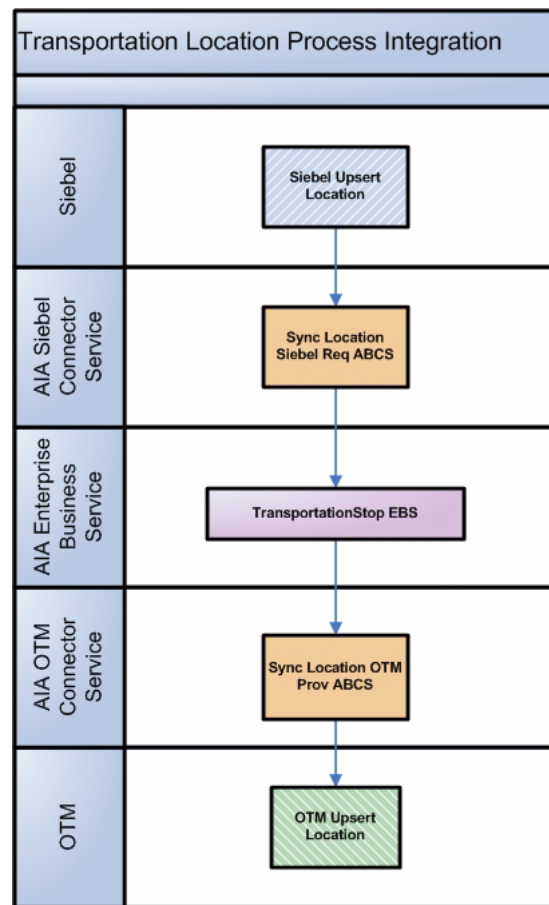 Transportation Location Process Integration
Siebel
Siebel Upsert
Location
AIA Siebel
Connector
Service
Sync Location
Siebel Req ABCS
AIA Enterprise
Business
Service
TransportationStop EBS
AIA OTM
Connector
Service
Sync Location OTM
Prov ABCS
OTM
OTM Upsert
Location